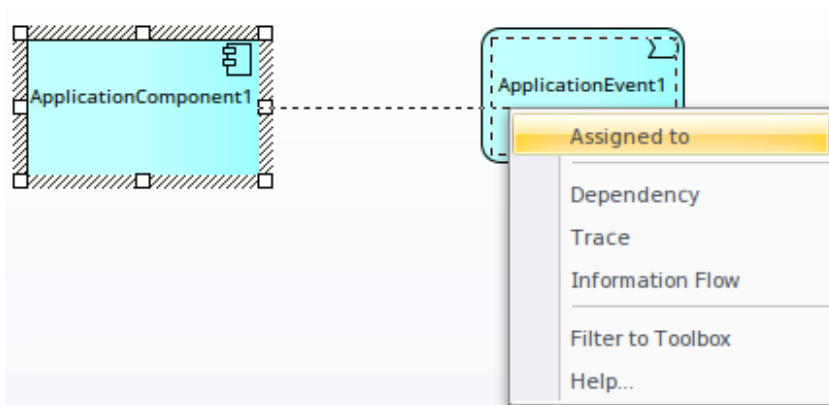 ApplicationComponent1
ApplicationEvent1
Assigned to
Dependency
Trace
Information Flow
Filter to Toolbox
Help...